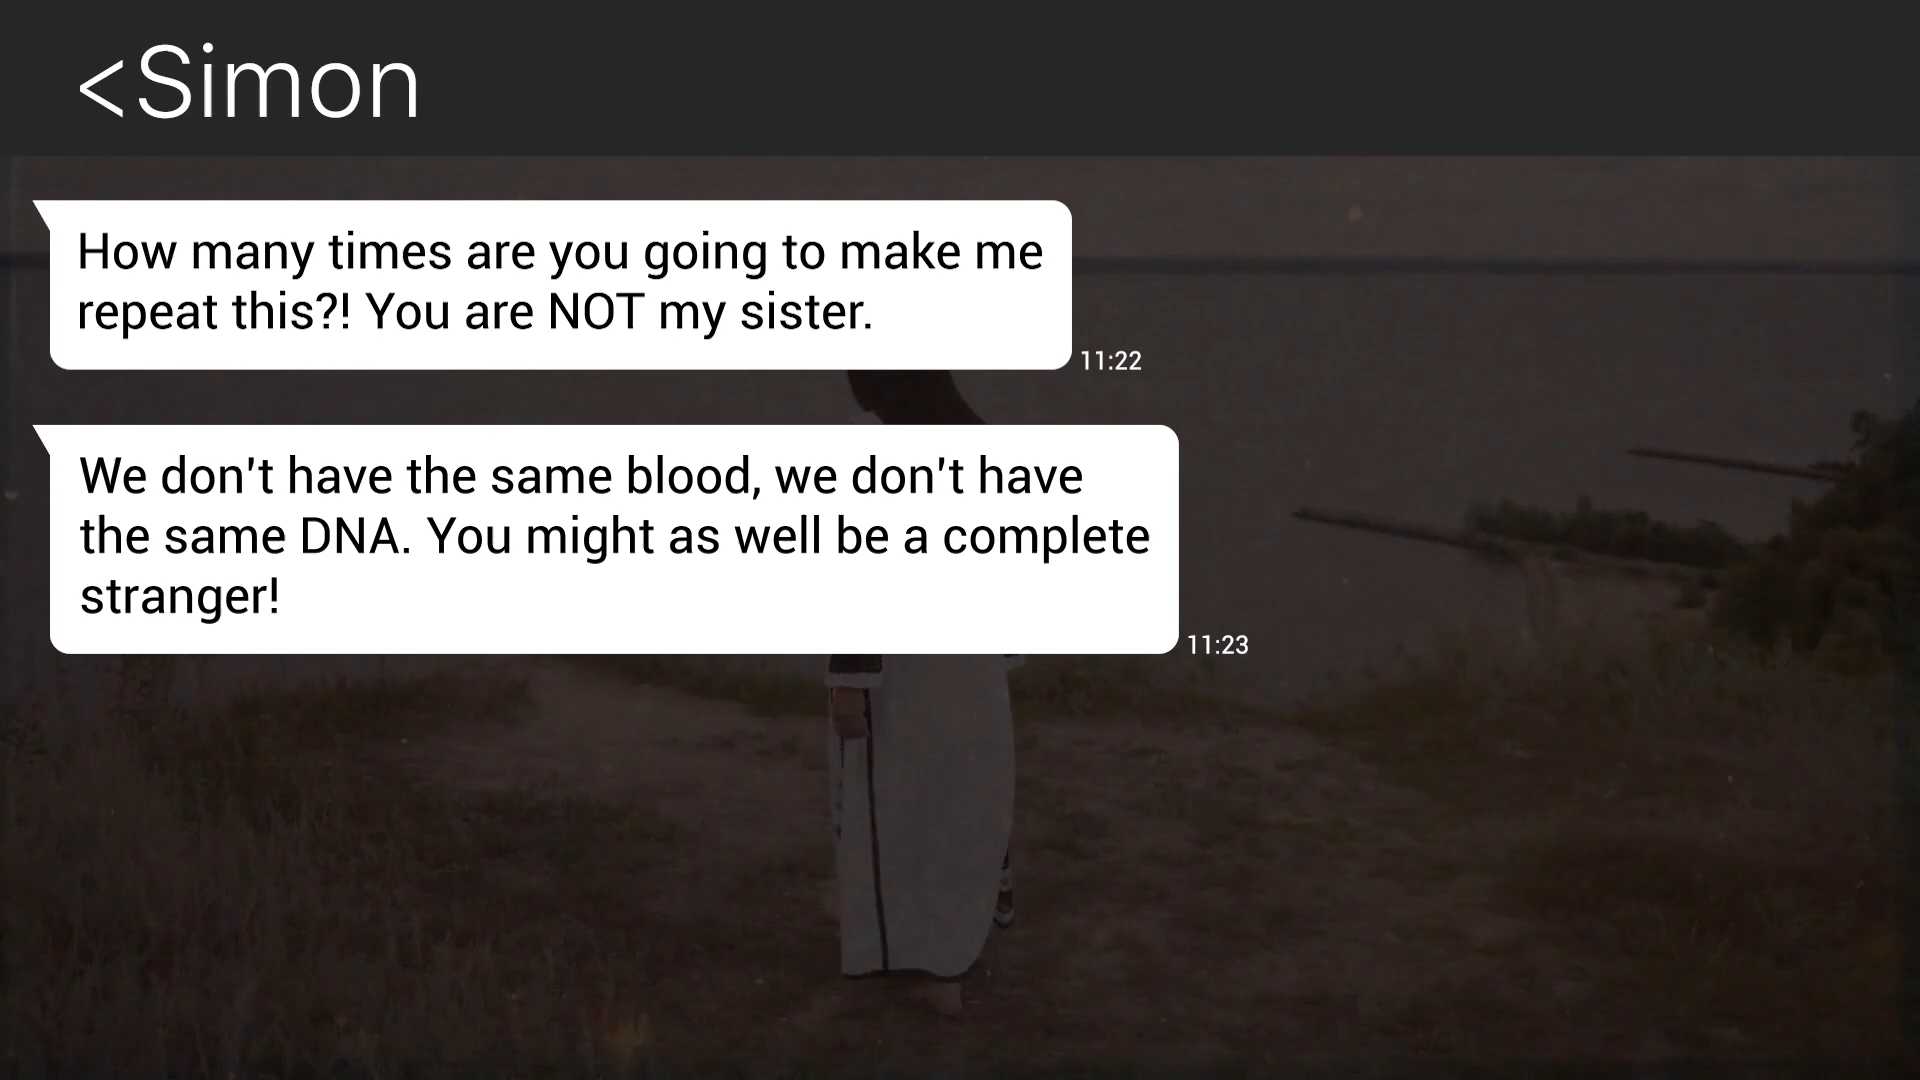 <Simon
How many times are you going to make me
repeat this?! You are NOT my sister.
11:22
We don't have the same blood, we don't have
the same DNA. You might as well be a complete
stranger!
11:23